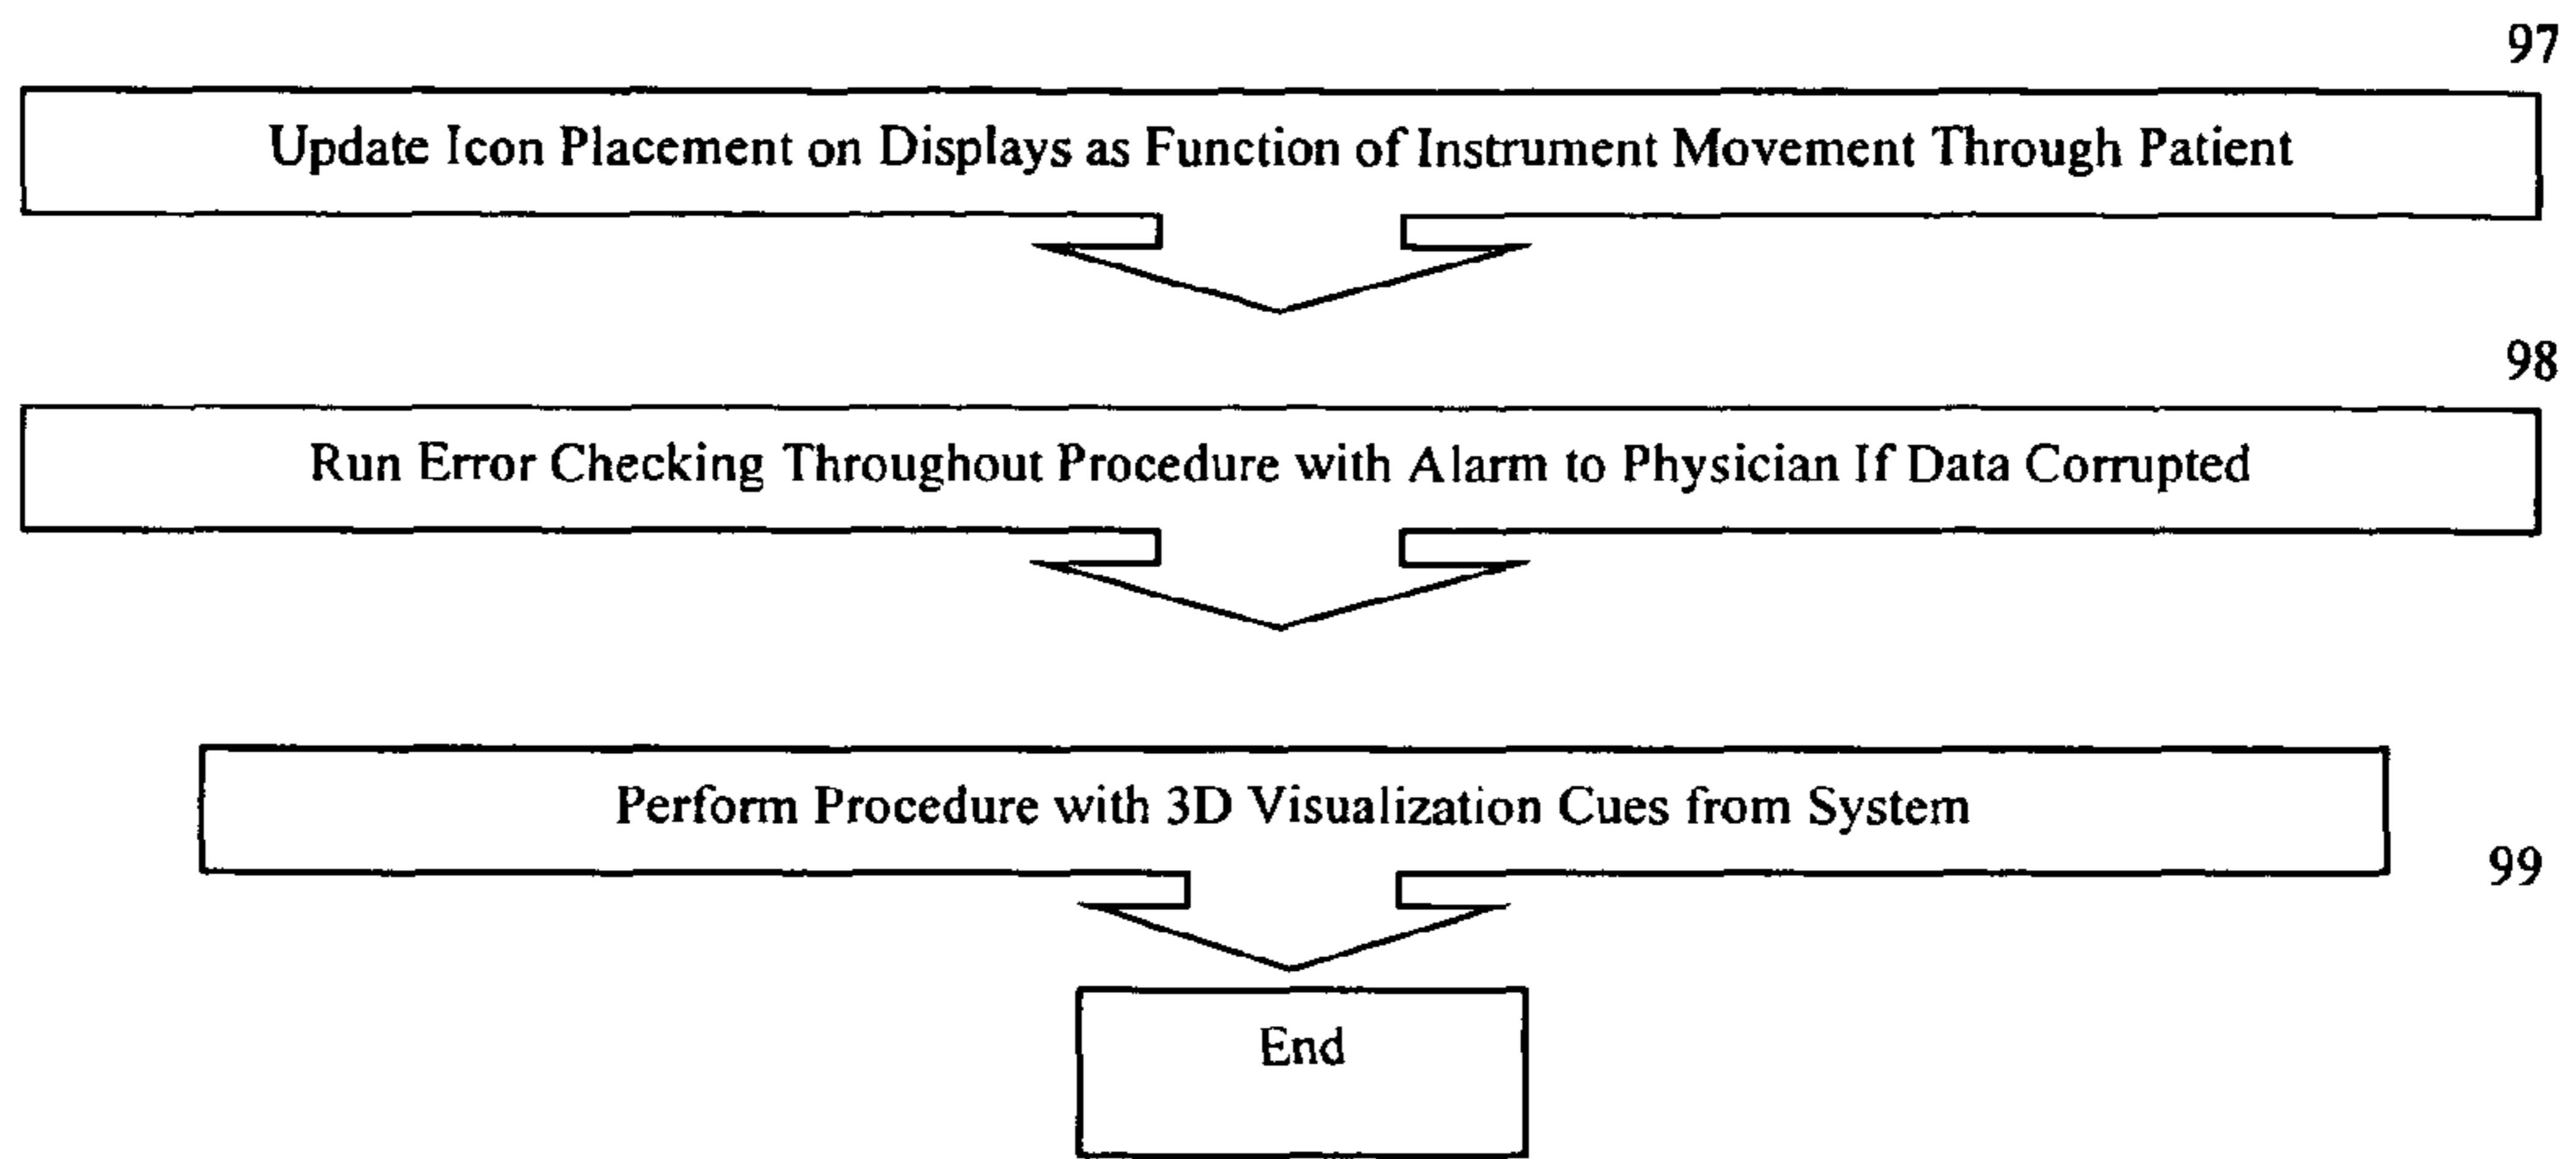 97
Update Icon Placement on Displays as Function of Instrument Movement Through Patient
98
Run Error Checking Throughout Procedure with Alarm to Physician If Data Corrupted
Perform Procedure with 3D Visualization Cues from System
99
End